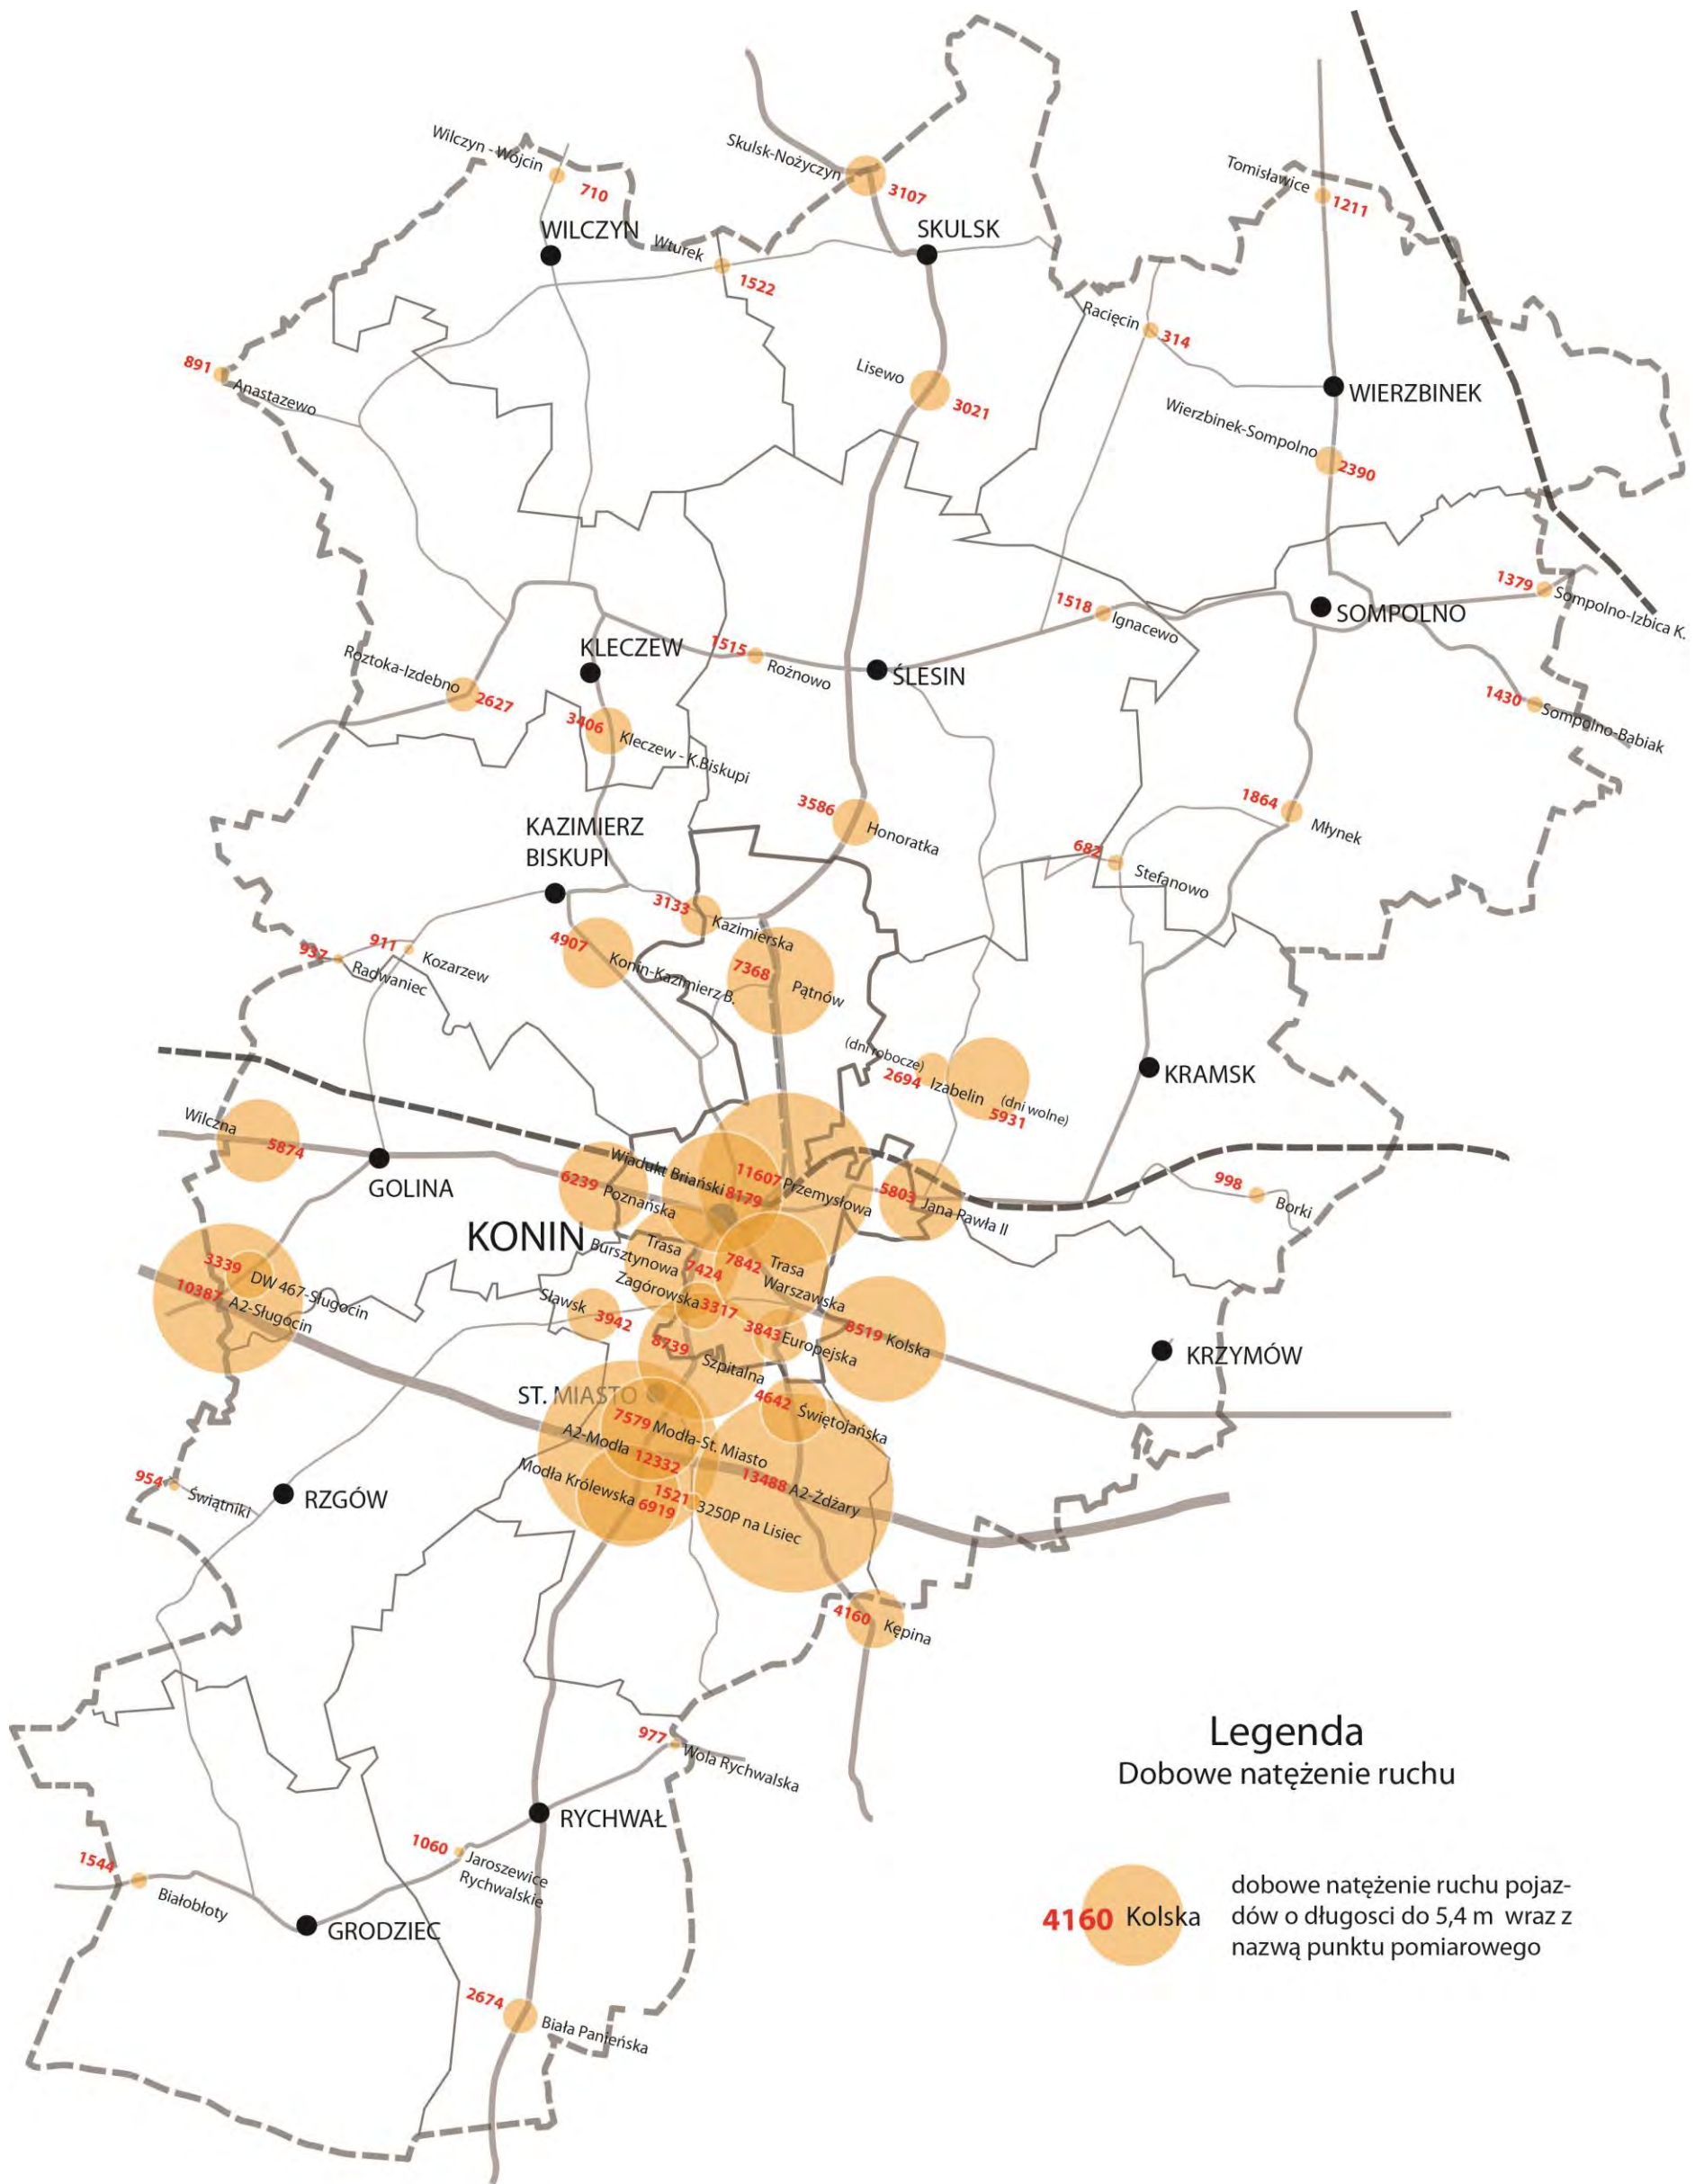 Wilczyn - Wójcin
710
WILCZYN
Skulsk-Nożyczyn
3107
SKULSK
Tomisławice
1211
Wturek
1522
Racięcin
314
WIERZBINEK
891
Anastazewo
Lisewo
3021
Wierzbinek-Sompolno
2390
1379
Sompolno-Izbica K.
1518
Ignacewo
SOMPOLNO
KLECZEW
1515
Rożnowo
ŚLESIN
Roztoka-Izdebno
2627
1430
Sompolno-Babiak
3406
Kleczew - K.Biskupi
3586
Honoratka
1864
Młynek
KAZIMIERZ
BISKUPI
682
Stefanowo
3133
Kazimierska
937
Radwaniec
911
Kozarzew
4907
Konin-Kazimierz B.
7368
Pątnów
(dni robocze)
2694
Izabelin
(dni wolne)
5931
KRAMSK
Wilczna
5874
GOLINA
6239
Poznańska
Wiadukt Briański
8179
11607
Przemysłowa
5803
Jana Pawła II
998
Borki
KONIN
Trasa
Bursztynowa
7424
7842
Trasa
Warszawska
3339
DW 467-Sługocin
10387
A2-Sługocin
Zagórowska
3317
Sławsk
3942
3843
Europejska
8519
Kolska
KRZYMÓW
8739
Szpitalna
ST. MIASTO
4642
Świętojańska
7579
Modła-St. Miasto
A2-Modła
12332
Modła Królewska
6919
1521
3250P na Lisiec
13488
A2-Żdżary
954
Świątniki
RZGÓW
4160
Kępina
977
Wola Rychwalska
RYCHWAŁ
1060
Jaroszewice
Rychwalskie
1544
Białobłoty
GRODZIEC
2674
Biała Panieńska
Legenda
Dobowe natężenie ruchu
4160 Kolska
dobowe natężenie ruchu pojaz-
dów o długosci do 5,4 m wraz z
nazwą punktu pomiarowego